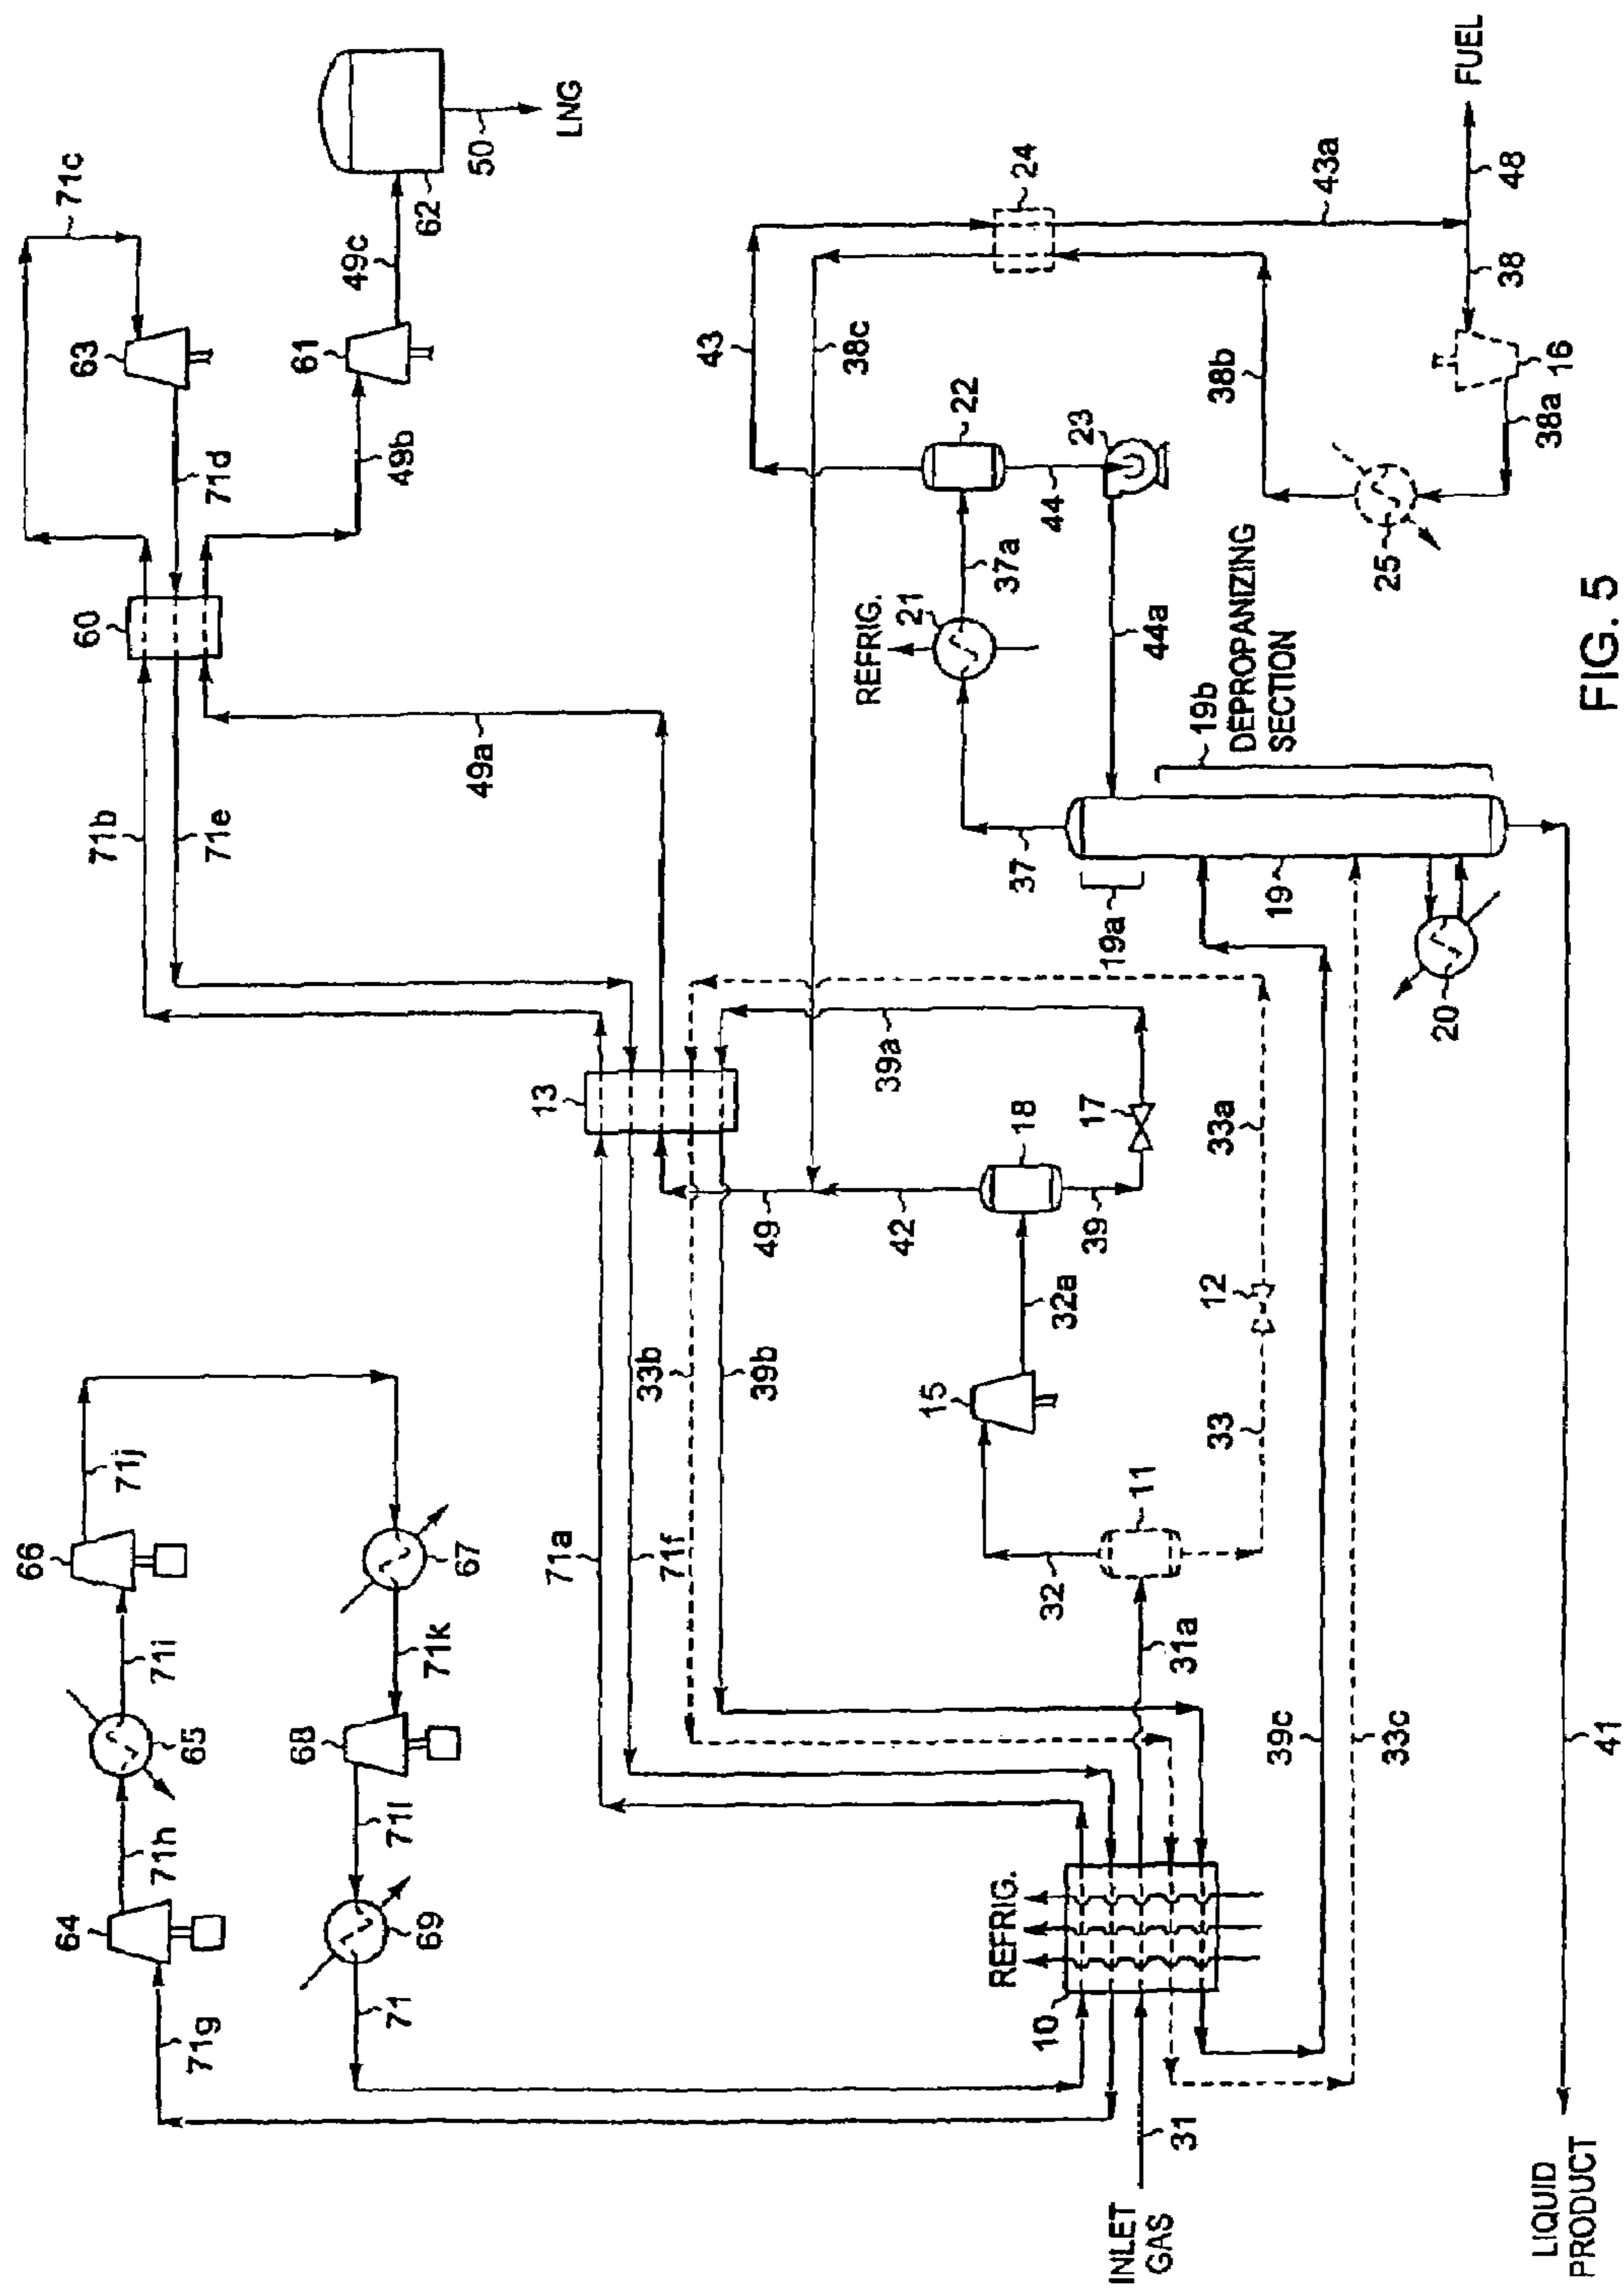 64
71h
65
71i
66
71j
71g
71
69
71l
68
71k
67
71b
71e
60
71d
63
71c
49b
61
49c
62
50
LNG
49a
71a
71f
33b
39b
13
49
42
32a
15
32
11
18
39
17
39a
33
12
33a
INLET
GAS
31
10
REFRIG.
31a
39c
33c
43
38c
REFRIG.
21
37a
22
44
23
44a
37
19a
19
19b
DEPROPANIZING
SECTION
20
24
43a
38b
25
38a
16
38
48
FUEL
41
LIQUID
PRODUCT
FIG. 5